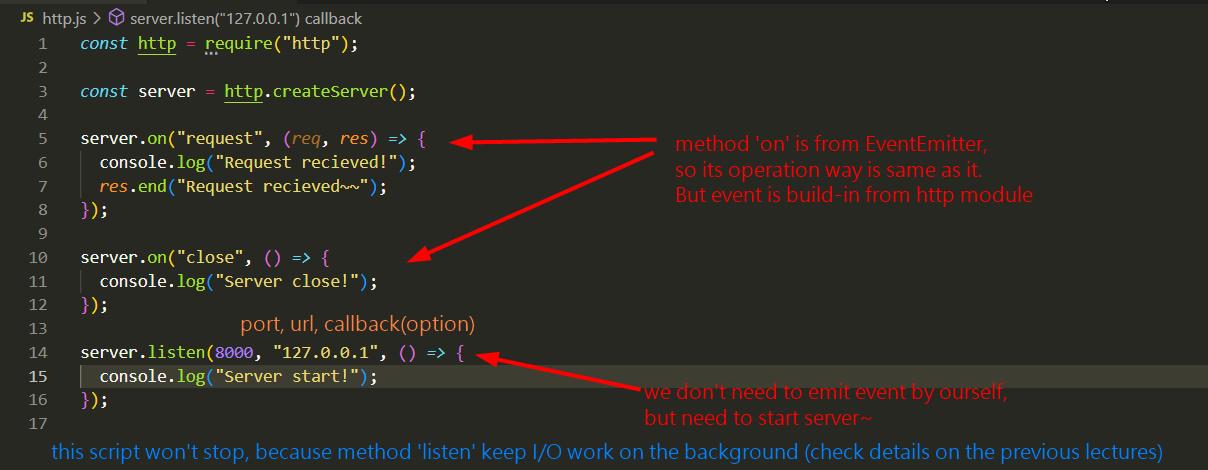 JS http.js > server.listen("127.0.0.1") callback
1 const http = require("http");
2
3 const server = http.createServer();
4
5 server.on("request", (req, res) => {
method 'on' is from EventEmitter,
6 console.log("Request recieved!");
so its operation way is same as it.
7 res.end("Request recieved~~");
But event is build-in from http module
8 });
9
10 server.on("close", () => {
11 console.log("Server close!");
12 });
13
port, url, callback(option)
14 server.listen(8000, "127.0.0.1", () => {
15 console.log("Server start!");
we don't need to emit event by ourself,
16 });
but need to start server~
17
this script won't stop, because method 'listen' keep I/O work on the background (check details on the previous lectures)